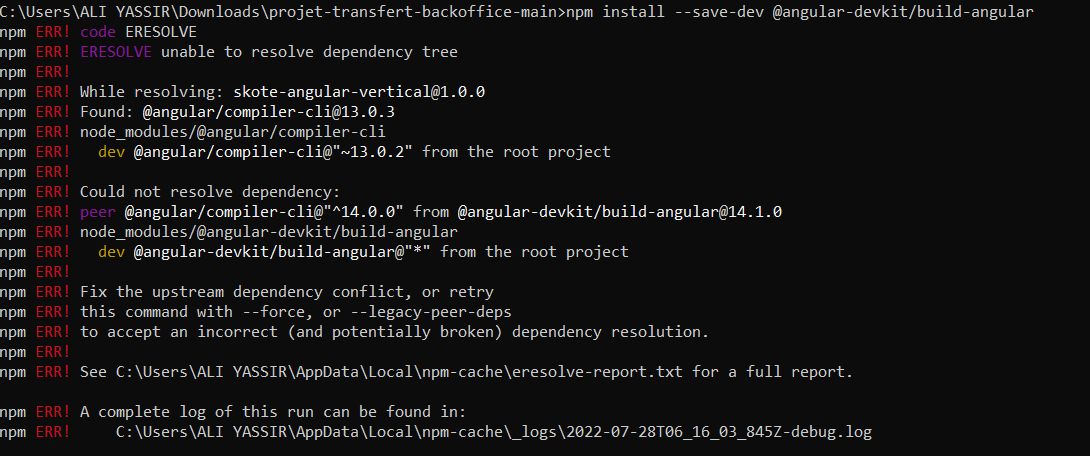 C:\Users\ALI YASSIR\Downloads\projet-transfert-backoffice-main>npm install --save-dev @angular-devkit/build-angular
npm ERR! code ERESOLVE
npm ERR! ERESOLVE unable to resolve dependency tree
npm ERR!
npm ERR! While resolving: skote-angular-vertical@1.0.0
npm ERR! Found: @angular/compiler-cli@13.0.3
npm ERR! node_modules/@angular/compiler-cli
npm ERR!   dev @angular/compiler-cli@"~13.0.2" from the root project
npm ERR!
npm ERR! Could not resolve dependency:
npm ERR! peer @angular/compiler-cli@"^14.0.0" from @angular-devkit/build-angular@14.1.0
npm ERR! node_modules/@angular-devkit/build-angular
npm ERR!   dev @angular-devkit/build-angular@"*" from the root project
npm ERR!
npm ERR! Fix the upstream dependency conflict, or retry
npm ERR! this command with --force, or --legacy-peer-deps
npm ERR! to accept an incorrect (and potentially broken) dependency resolution.
npm ERR!
npm ERR! See C:\Users\ALI YASSIR\AppData\Local\npm-cache\eresolve-report.txt for a full report.
npm ERR! A complete log of this run can be found in:
npm ERR!     C:\Users\ALI YASSIR\AppData\Local\npm-cache\_logs\2022-07-28T06_16_03_845Z-debug.log